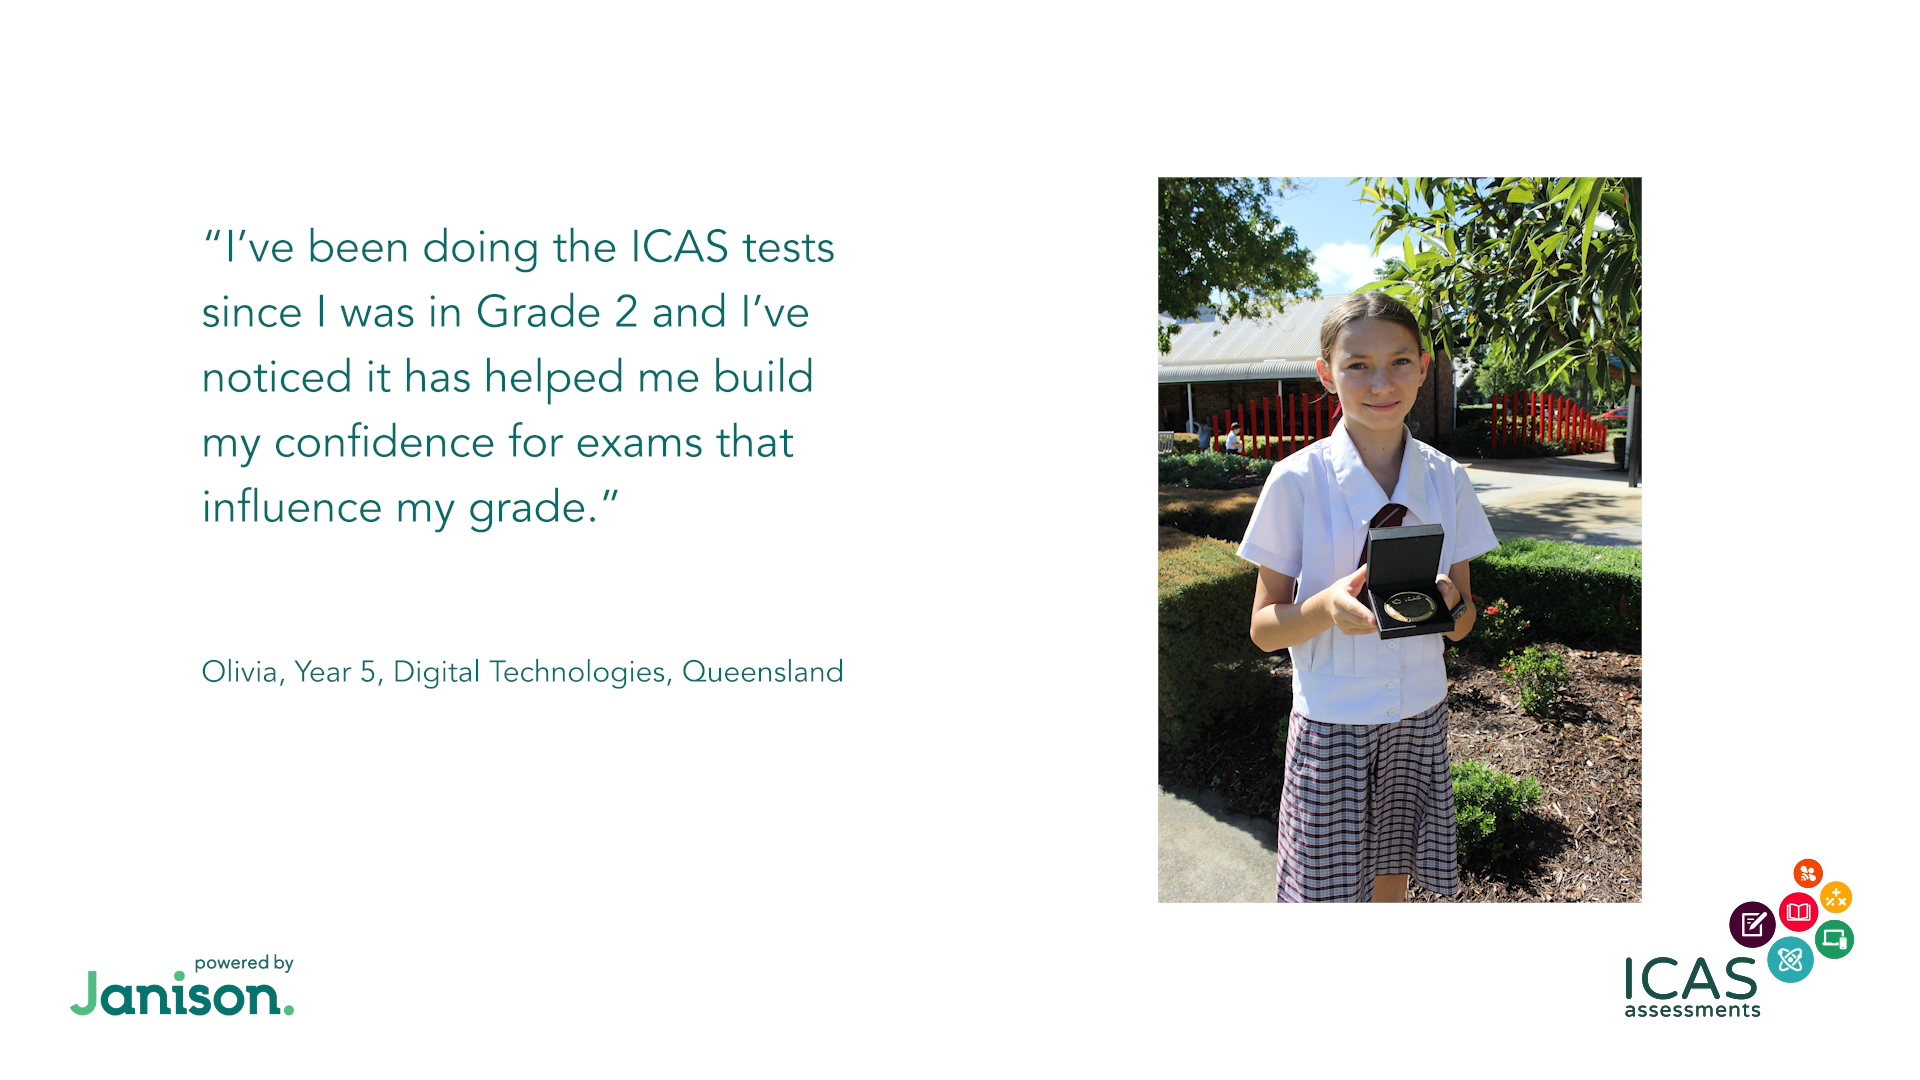 “I’ve been doing the ICAS tests
since I was in Grade 2 and I’ve
noticed it has helped me build
my confidence for exams that
influence my grade.”
Olivia, Year 5, Digital Technologies, Queensland
ICAS
powered by
Janison.
ICAS
assessments